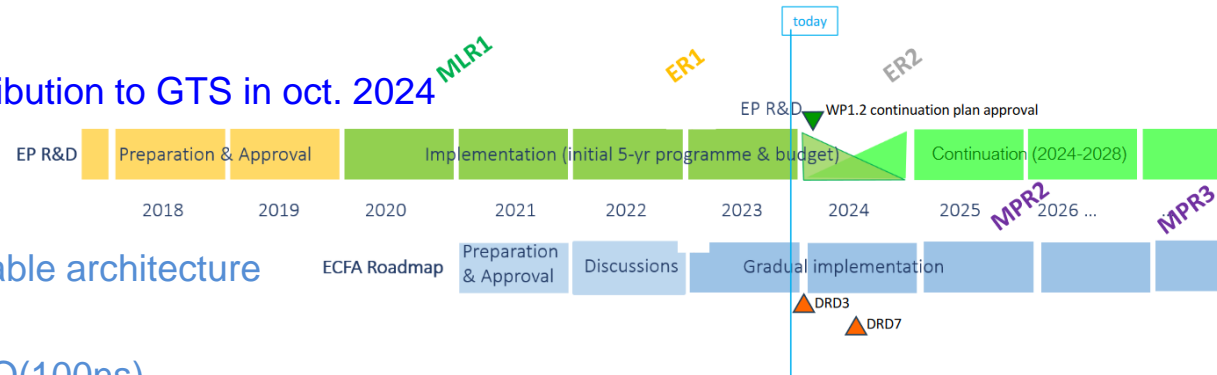 today
MLR1
ER1
ER2
ibution to GTS in oct. 2024
EP R&D
WP1.2 continuation plan approval
EP R&D
Preparation & Approval
Implementation (initial 5-yr programme & budget)
Continuation (2024-2028)
2018 2019 2020 2021 2022 2023 2024 2025 2026 ...
MPR2
MPR3
able architecture
ECFA Roadmap
Preparation
& Approval
Discussions
Gradual implementation
DRD3
DRD7